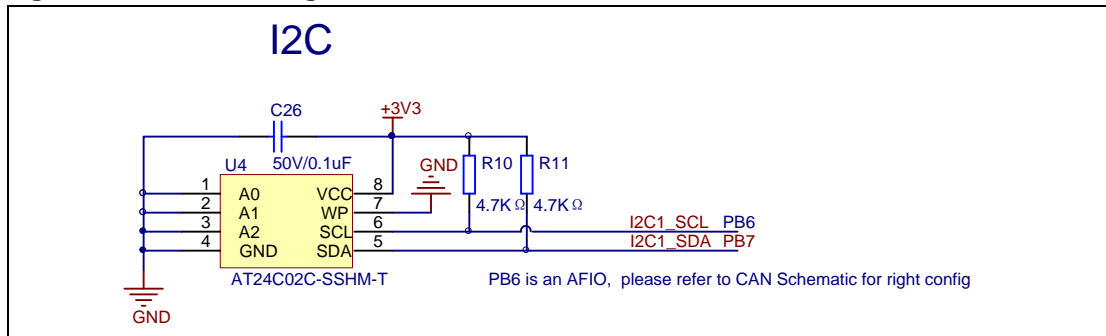 I2C
C26
+3V3
U4
50V/0.1uF
GND
R10
R11
1 A0 VCC 8
2 A1 WP 7
3 A2 SCL 6
4 GND SDA 5
4.7K Ω 4.7K Ω
I2C1_SCL PB6
I2C1_SDA PB7
AT24C02C-SSHM-T
PB6 is an AFIO, please refer to CAN Schematic for right config
GND